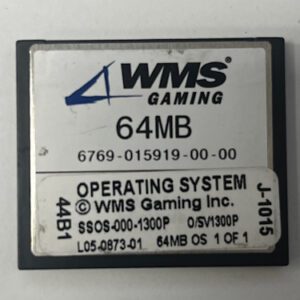 WMS®
GAMING
64MB
6769-015919-00-00
OPERATING SYSTEM
© WMS Gaming Inc.
SSOS-000-1300P O/SV1300P
L05-0873-01 64MB OS 1 OF 1
44B1
J-1015